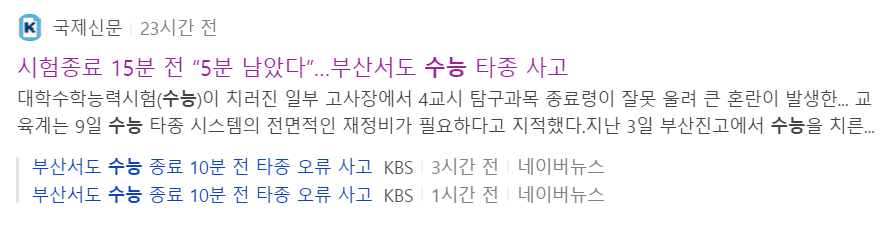 국제신문 23시간 전
시험종료 15분 전 “5분 남았다”...부산서도 수능 타종 사고
대학수학능력시험(수능)이 치러진 일부 고사장에서 4교시 탐구과목 종료령이 잘못 울려 큰 혼란이 발생한... 교
육계는 9일 수능 타종 시스템의 전면적인 재정비가 필요하다고 지적했다.지난 3일 부산진고에서 수능을 치른...
부산서도 수능 종료 10분 전 타종 오류 사고 KBS 3시간 전 네이버뉴스
부산서도 수능 종료 10분 전 타종 오류 사고 KBS 1시간 전 네이버뉴스